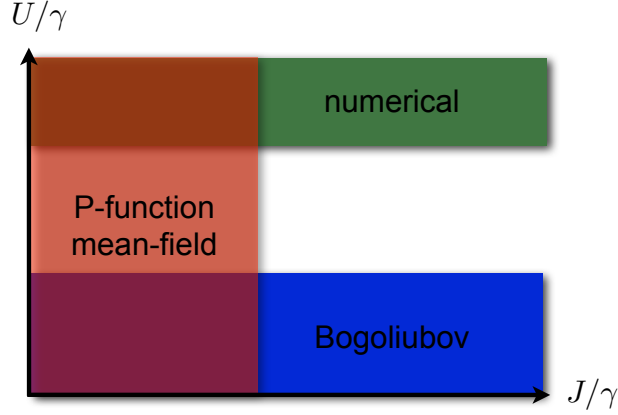 U/γ
numerical
P-function
mean-field
Bogoliubov
J/γ